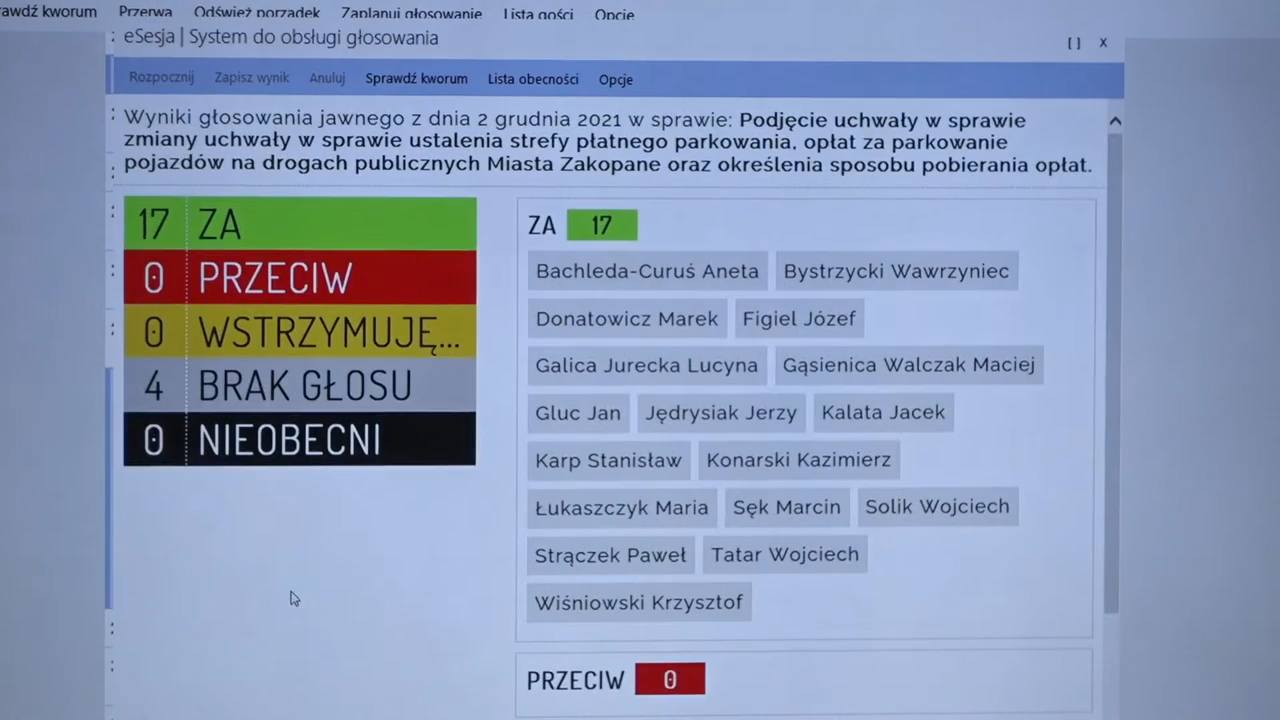 rawdź kworum Przerwa Odśwież porządek Zaplanuj głosowanie Lista gości Opcje
eSesja | System do obsługi głosowania
[ ] X
Rozpocznij Zapisz wynik Anuluj Sprawdź kworum Lista obecności Opcje
Wyniki głosowania jawnego z dnia 2 grudnia 2021 w sprawie: Podjęcie uchwały w sprawie
zmiany uchwały w sprawie ustalenia strefy płatnego parkowania, opłat za parkowanie
pojazdów na drogach publicznych Miasta Zakopane oraz określenia sposobu pobierania opłat.
17 ZA
0 PRZECIW
0 WSTRZYMUJĘ...
4 BRAK GŁOSU
0 NIEOBECNI
ZA 17
Bachleda-Curuś Aneta Bystrzycki Wawrzyniec
Donatowicz Marek Figiel Józef
Galica Jurecka Lucyna Gąsienica Walczak Maciej
Gluc Jan Jędrysiak Jerzy Kalata Jacek
Karp Stanisław Konarski Kazimierz
Łukaszczyk Maria Sęk Marcin Solik Wojciech
Strączek Paweł Tatar Wojciech
Wiśniowski Krzysztof
PRZECIW 0